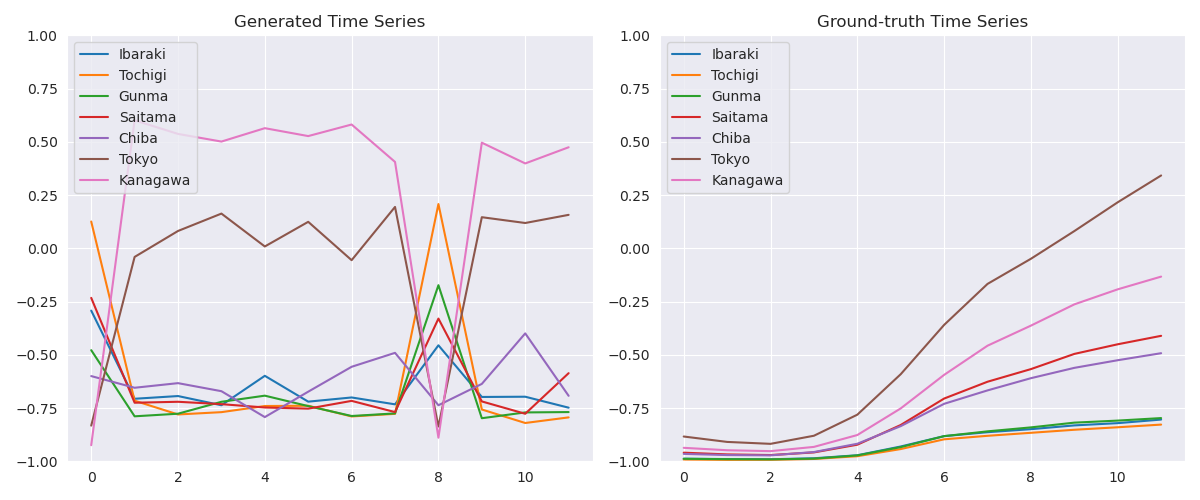 Generated Time Series
1.00
0.75
0.50
0.25
0.00
−0.25
−0.50
−0.75
−1.00
Ibaraki
Tochigi
Gunma
Saitama
Chiba
Tokyo
Kanagawa
0 2 4 6 8 10
Ground-truth Time Series
1.00
0.75
0.50
0.25
0.00
−0.25
−0.50
−0.75
−1.00
Ibaraki
Tochigi
Gunma
Saitama
Chiba
Tokyo
Kanagawa
0 2 4 6 8 10